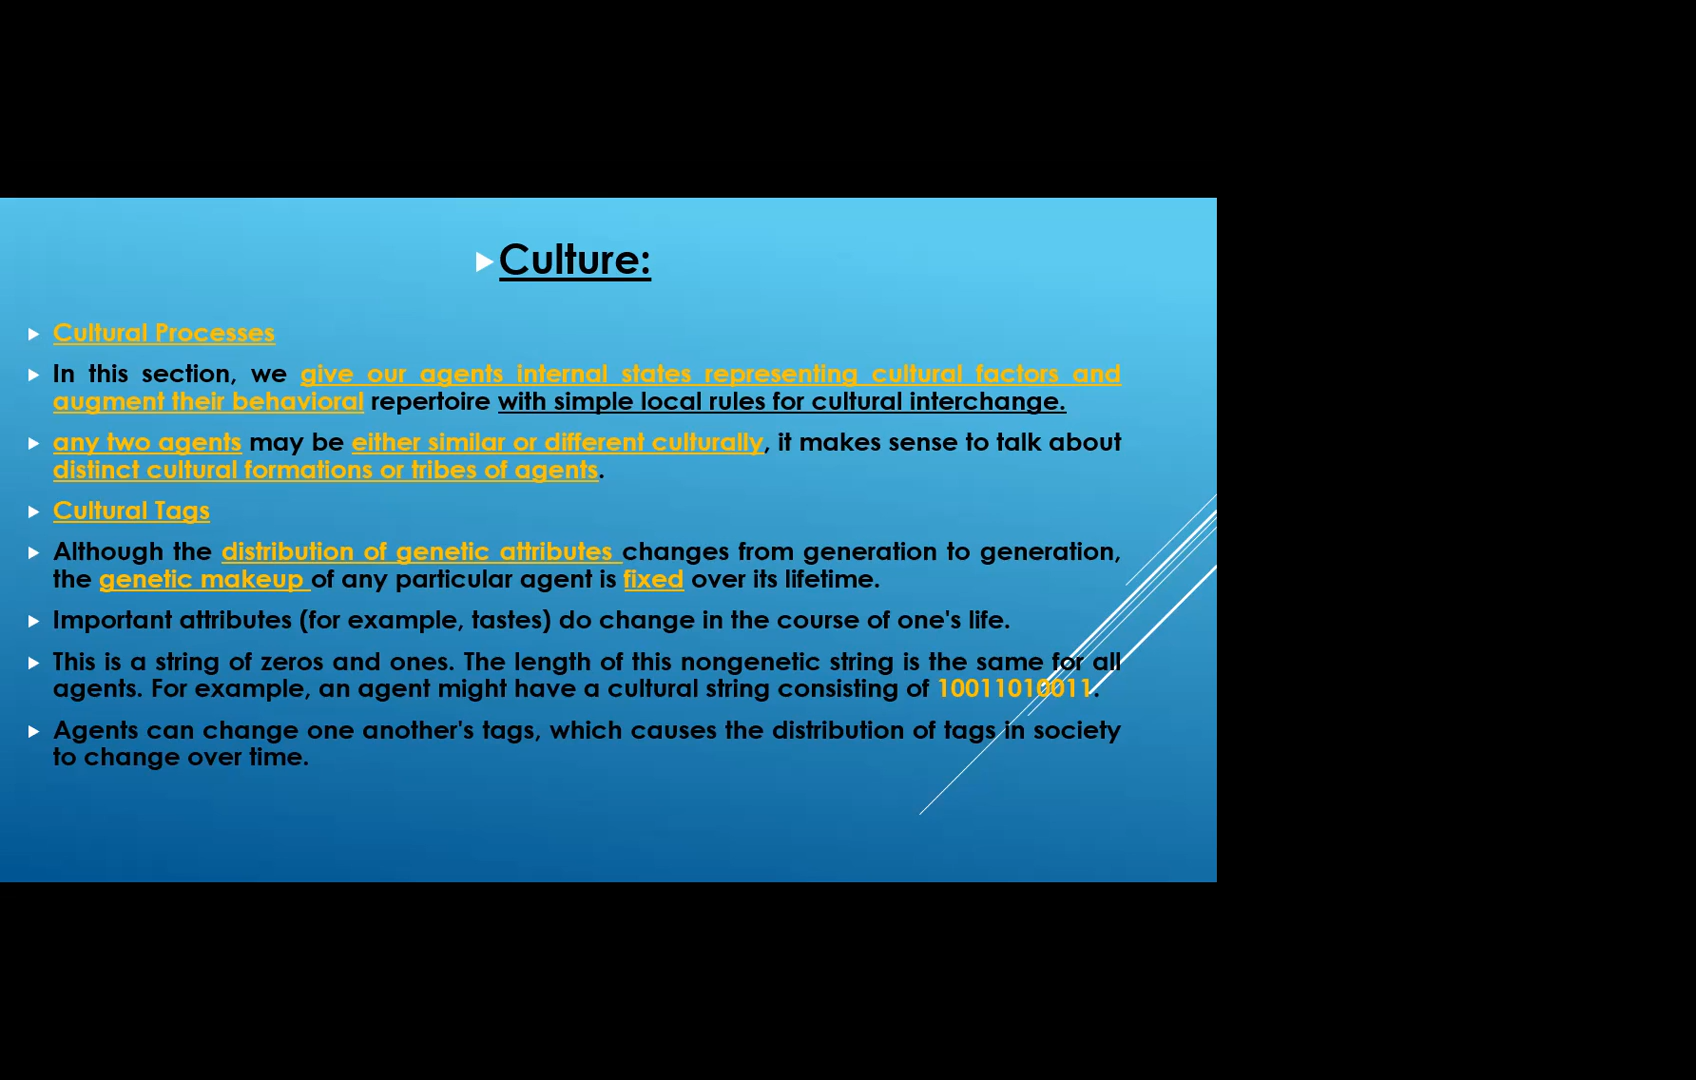 Culture:
Cultural Processes
In this section, we give our agents internal states representing cultural factors and
augment their behavioral repertoire with simple local rules for cultural interchange.
any two agents may be either similar or different culturally, it makes sense to talk about
distinct cultural formations or tribes of agents.
Cultural Tags
Although the distribution of genetic attributes changes from generation to generation,
the genetic makeup of any particular agent is fixed over its lifetime.
Important attributes (for example, tastes) do change in the course of one's life.
This is a string of zeros and ones. The length of this nongenetic string is the same for all
agents. For example, an agent might have a cultural string consisting of 10011010011.
Agents can change one another's tags, which causes the distribution of tags in society
to change over time.